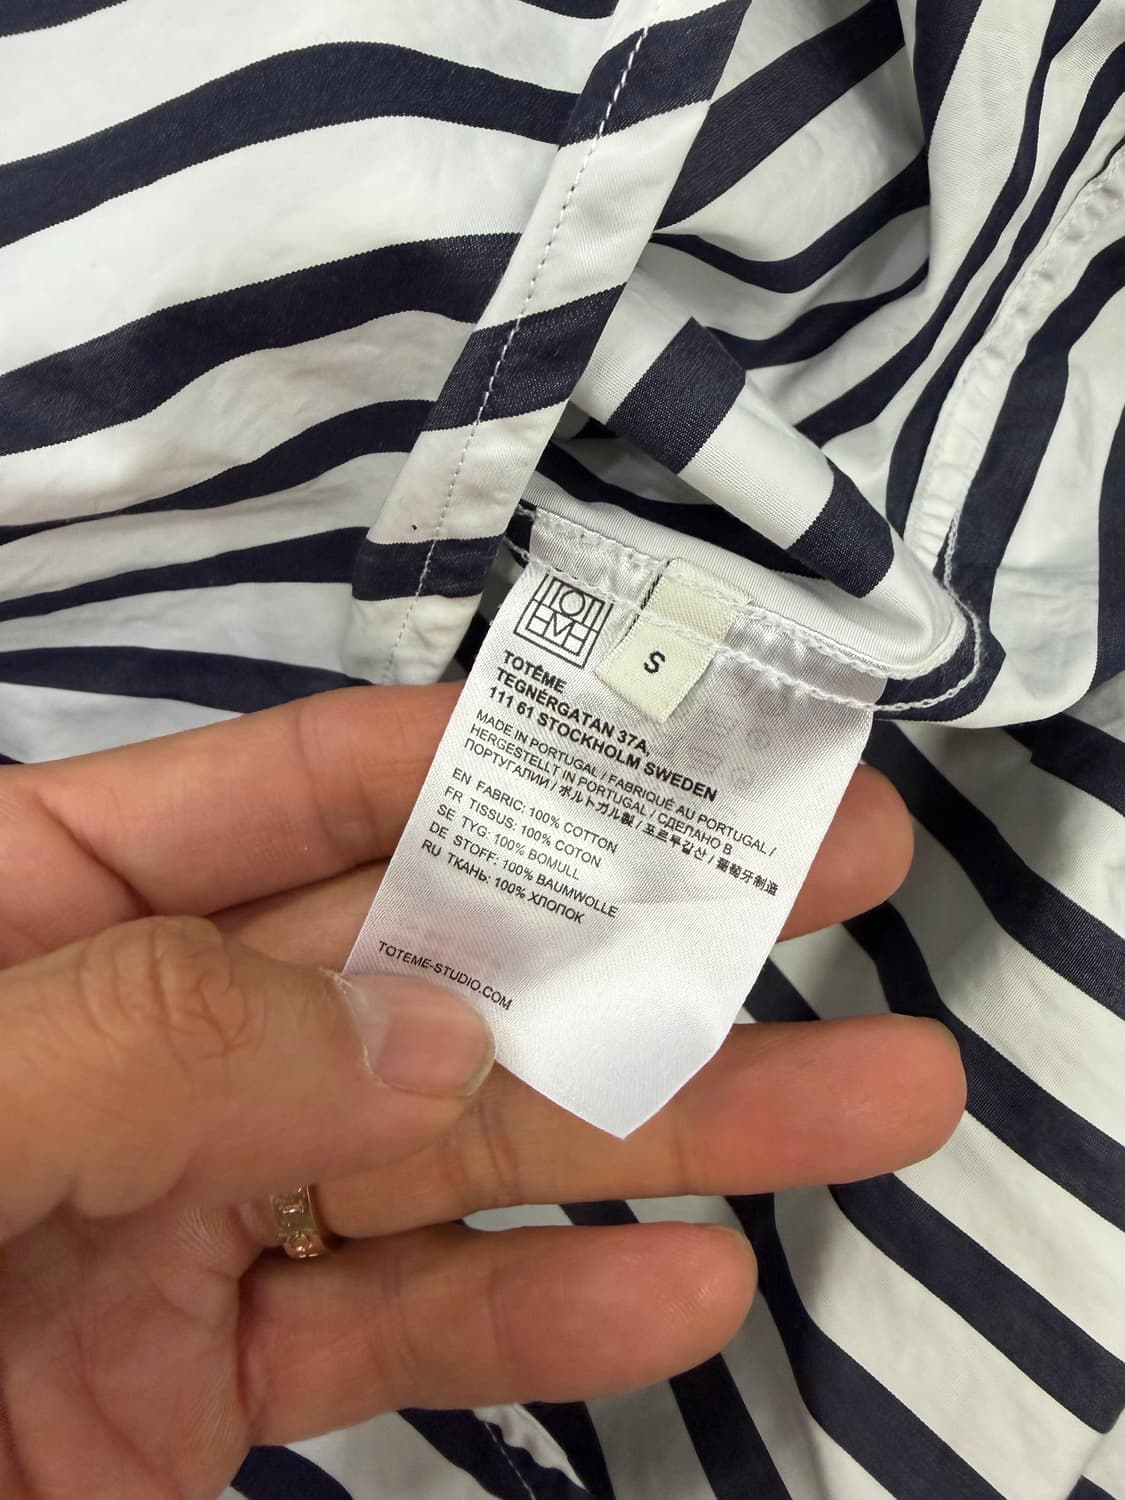 TOTEME
S
TOTÊME
TEGNÉRGATAN 37A,
111 61 STOCKHOLM SWEDEN
MADE IN PORTUGAL / FABRIQUÉ AU PORTUGAL /
HERGESTELLT IN PORTUGAL / СДЕЛАНО В
ПОРТУГАЛИИ / ポルトガル製 / 포르투갈산 / 葡萄牙制造
EN FABRIC: 100% COTTON
FR TISSUS: 100% COTON
SE TYG: 100% BOMULL
DE STOFF: 100% BAUMWOLLE
RU ТКАНЬ: 100% ХЛОПОК
TOTEME-STUDIO.COM